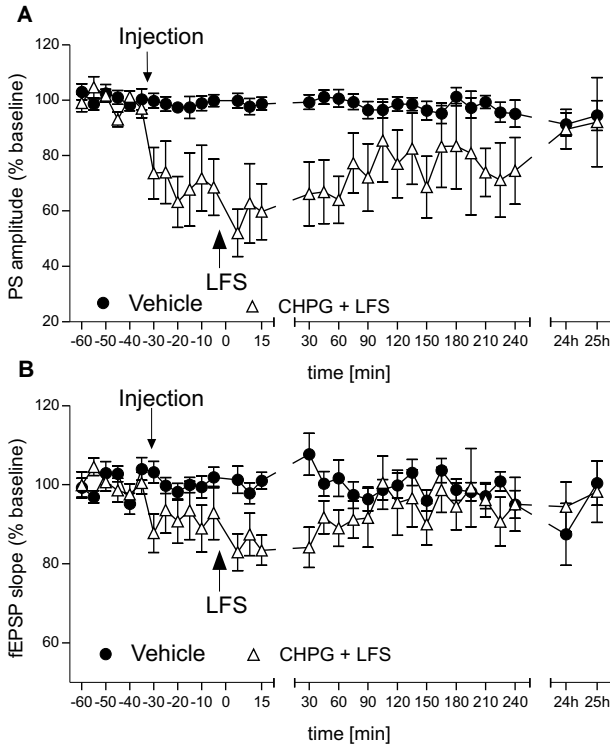 A
Injection
PS amplitude (% baseline)
120
100
80
60
40
20
LFS
Vehicle
CHPG + LFS
-60 -50 -40 -30 -20 -10 0 15 30 60 90 120 150 180 210 240 24h 25h
time [min]
B
Injection
fEPSP slope (% baseline)
120
100
80
60
LFS
Vehicle
CHPG + LFS
-60 -50 -40 -30 -20 -10 0 15 30 60 90 120 150 180 210 240 24h 25h
time [min]